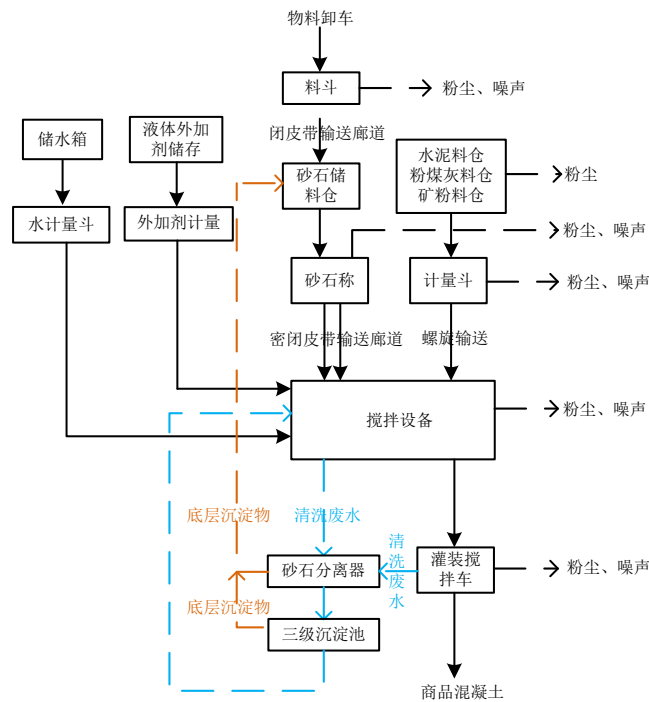 物料卸车
料斗
粉尘、噪声
闭皮带输送廊道
储水箱
液体外加
剂储存
砂石储
料仓
水泥料仓
粉煤灰料仓
矿粉料仓
粉尘
水计量斗
外加剂计量
粉尘、噪声
砂石称
计量斗
粉尘、噪声
密闭皮带输送廊道
螺旋输送
搅拌设备
粉尘、噪声
底层沉淀物
清洗废水
清
洗
废
水
砂石分离器
灌装搅
拌车
粉尘、噪声
底层沉淀物
三级沉淀池
商品混凝土